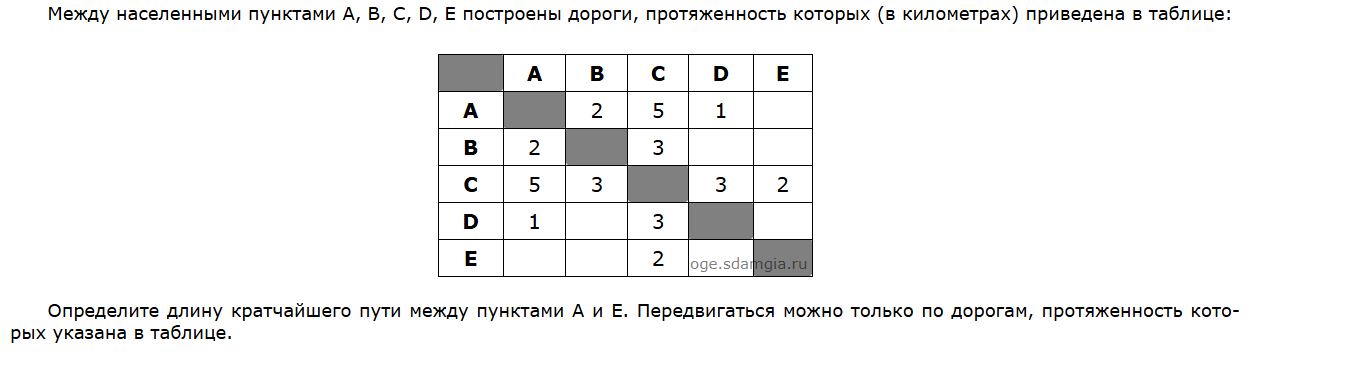 Между населенными пунктами A, B, C, D, E построены дороги, протяженность которых (в километрах) приведена в таблице:
A B C D E
A 2 5 1
B 2 3
C 5 3 3 2
D 1 3
E 2 oge.sdamgia.ru
Определите длину кратчайшего пути между пунктами A и E. Передвигаться можно только по дорогам, протяженность кото-
рых указана в таблице.